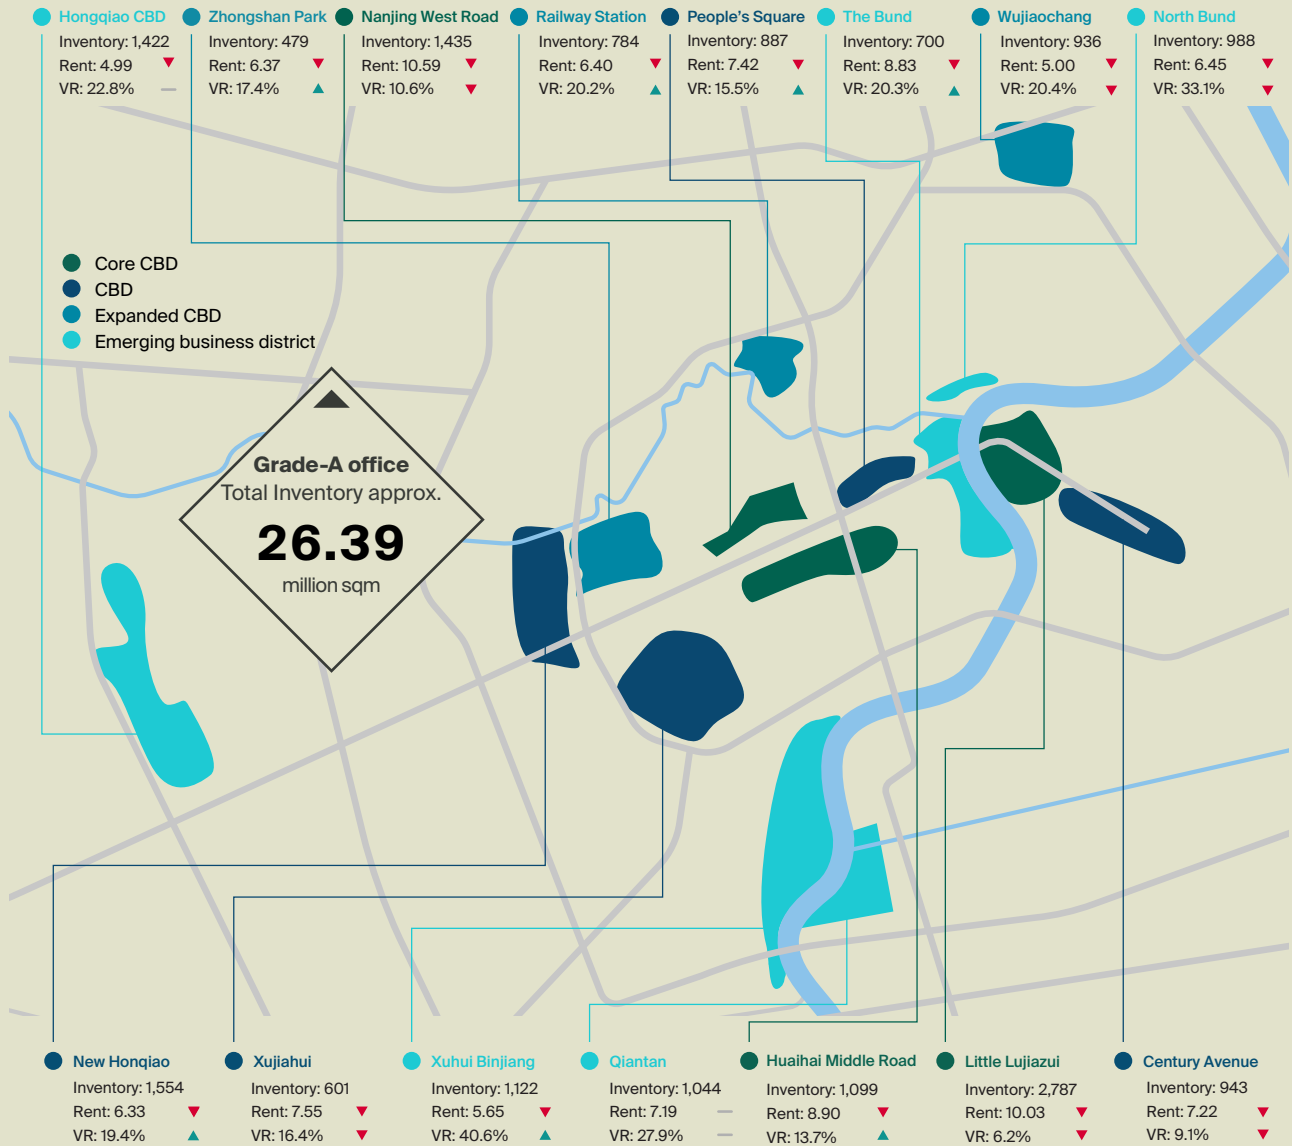 Hongqiao CBD
Inventory: 1,422
Rent: 4.99
VR: 22.8%
Zhongshan Park
Inventory: 479
Rent: 6.37
VR: 17.4%
Nanjing West Road
Inventory: 1,435
Rent: 10.59
VR: 10.6%
Railway Station
Inventory: 784
Rent: 6.40
VR: 20.2%
People's Square
Inventory: 887
Rent: 7.42
VR: 15.5%
The Bund
Inventory: 700
Rent: 8.83
VR: 20.3%
Wujiaochang
Inventory: 936
Rent: 5.00
VR: 20.4%
North Bund
Inventory: 988
Rent: 6.45
VR: 33.1%
Core CBD
CBD
Expanded CBD
Emerging business district
Grade-A office
Total Inventory approx.
26.39
million sqm
New Honqiao
Inventory: 1,554
Rent: 6.33
VR: 19.4%
Xujiahui
Inventory: 601
Rent: 7.55
VR: 16.4%
Xuhui Binjiang
Inventory: 1,122
Rent: 5.65
VR: 40.6%
Qiantan
Inventory: 1,044
Rent: 7.19
VR: 27.9%
Huaihai Middle Road
Inventory: 1,099
Rent: 8.90
VR: 13.7%
Little Lujiazui
Inventory: 2,787
Rent: 10.03
VR: 6.2%
Century Avenue
Inventory: 943
Rent: 7.22
VR: 9.1%